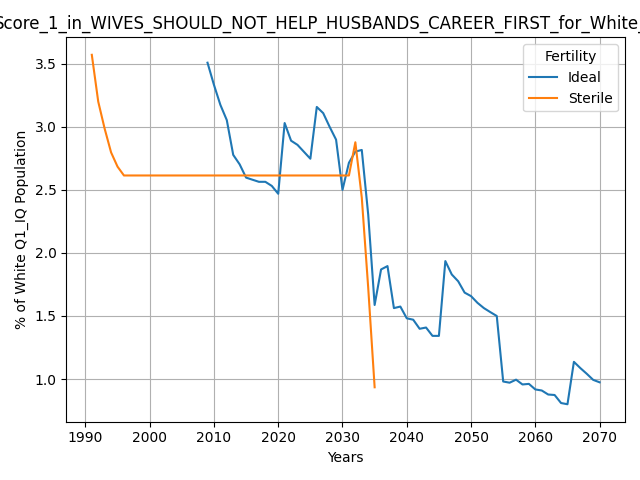 Score_1_in_WIVES_SHOULD_NOT_HELP_HUSBANDS_CAREER_FIRST_for_White_
Fertility
Ideal
Sterile
% of White Q1_IQ Population
3.5
3.0
2.5
2.0
1.5
1.0
1990 2000 2010 2020 2030 2040 2050 2060 2070
Years